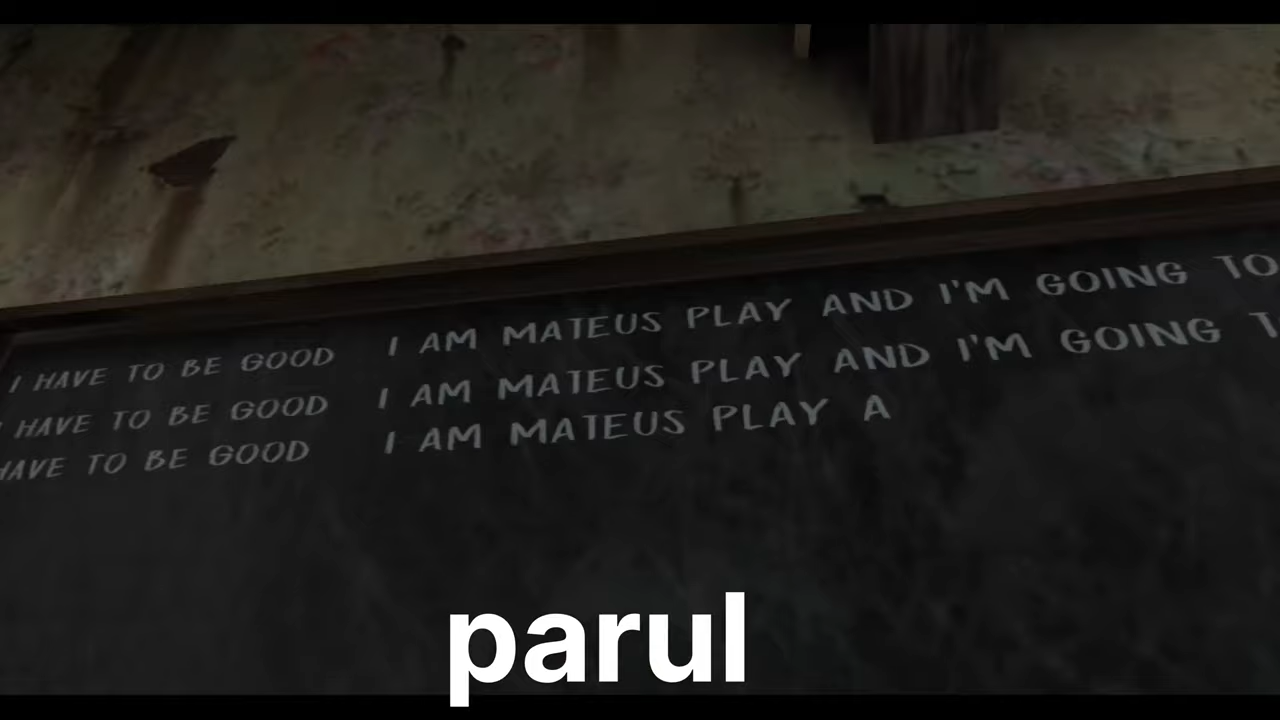 I HAVE TO BE GOOD I AM MATEUS PLAY AND I'M GOING TO
I HAVE TO BE GOOD I AM MATEUS PLAY AND I'M GOING T
HAVE TO BE GOOD I AM MATEUS PLAY A
parul